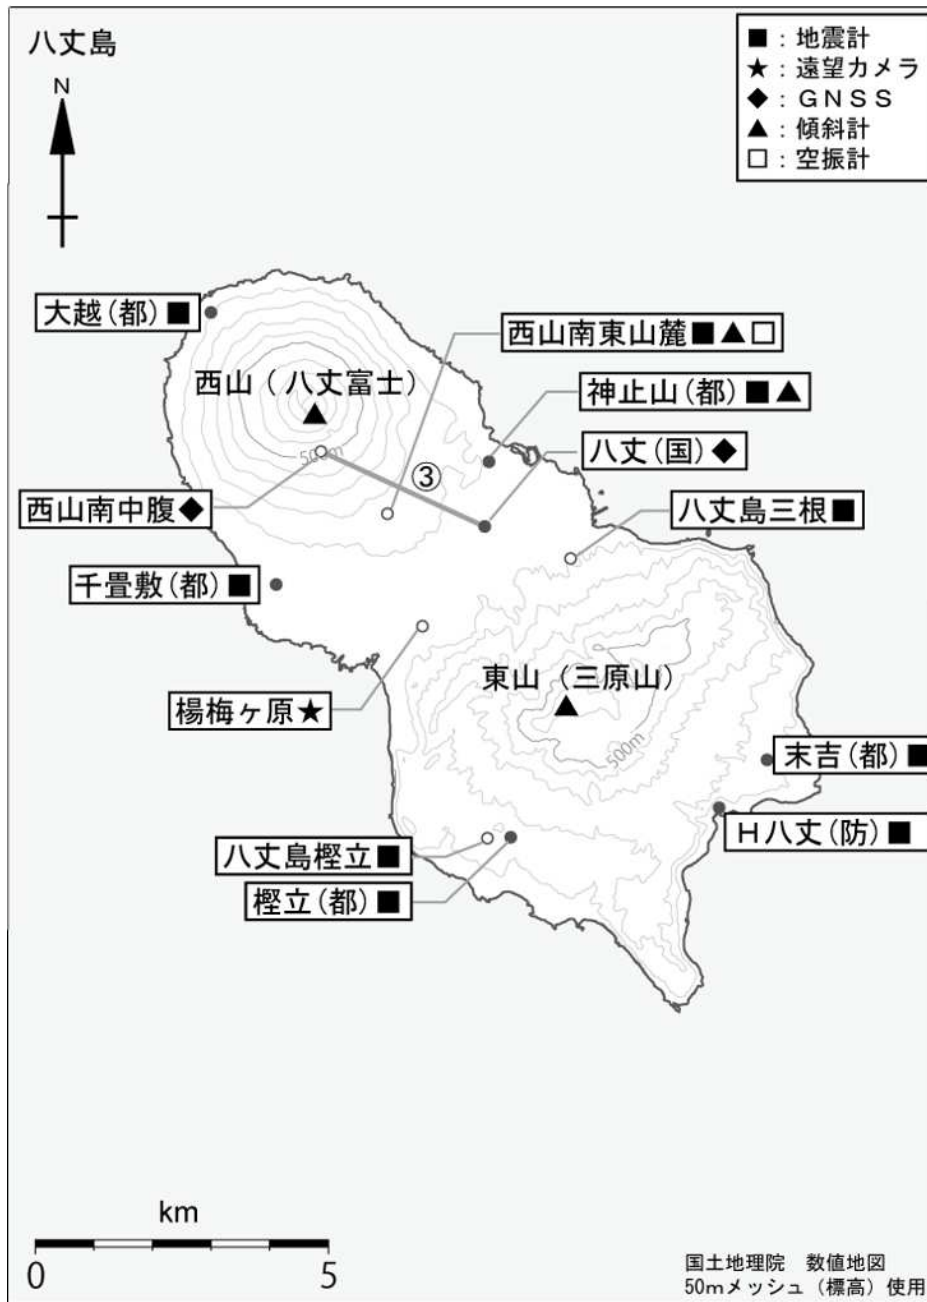 八丈島
■：地震計
★：遠望カメラ
◆：ＧＮＳＳ
▲：傾斜計
□：空振計
N
大越(都)■
西山南東山麓■▲□
西山（八丈富士）
神止山(都)■▲
八丈(国)◆
500m
③
西山南中腹◆
八丈島三根■
千畳敷(都)■
東山（三原山）
楊梅ヶ原★
500m
末吉(都)■
Ｈ八丈(防)■
八丈島樫立■
樫立(都)■
km
0 5
国土地理院　数値地図
50mメッシュ（標高）使用